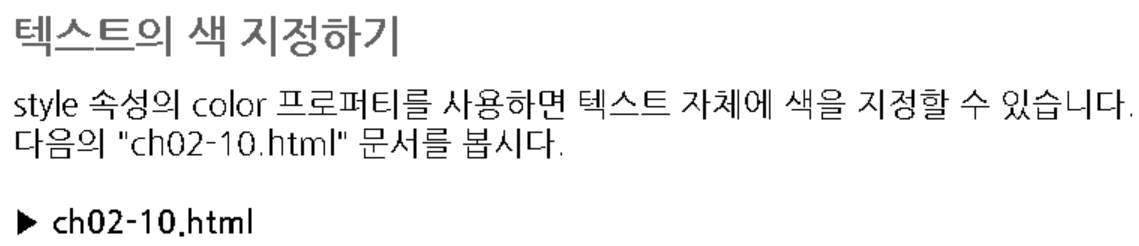 텍스트의 색 지정하기
style 속성의 color 프로퍼티를 사용하면 텍스트 자체에 색을 지정할 수 있습니다.
다음의 "ch02-10.html" 문서를 봅시다.
▶ ch02-10.html